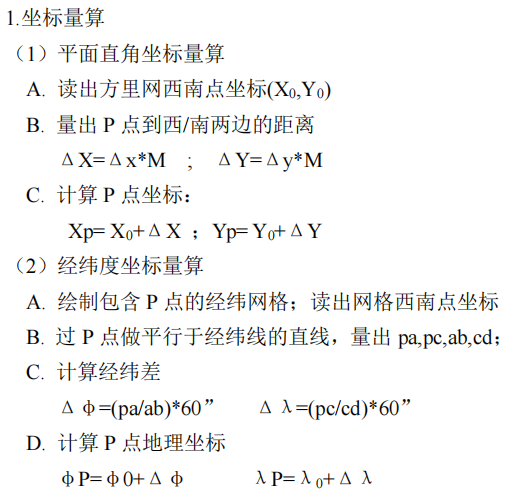 1.坐标量算
（1）平面直角坐标量算
A. 读出方里网西南点坐标(X₀,Y₀)
B. 量出 P 点到西/南两边的距离
ΔX=Δx*M ； ΔY=Δy*M
C. 计算 P 点坐标：
Xp= X₀+ΔX ；Yp= Y₀+ΔY
（2）经纬度坐标量算
A. 绘制包含 P 点的经纬网格；读出网格西南点坐标
B. 过 P 点做平行于经纬线的直线，量出 pa,pc,ab,cd；
C. 计算经纬差
Δφ=(pa/ab)*60” Δλ=(pc/cd)*60”
D. 计算 P 点地理坐标
φP=φ0+Δφ λP=λ₀+Δλ